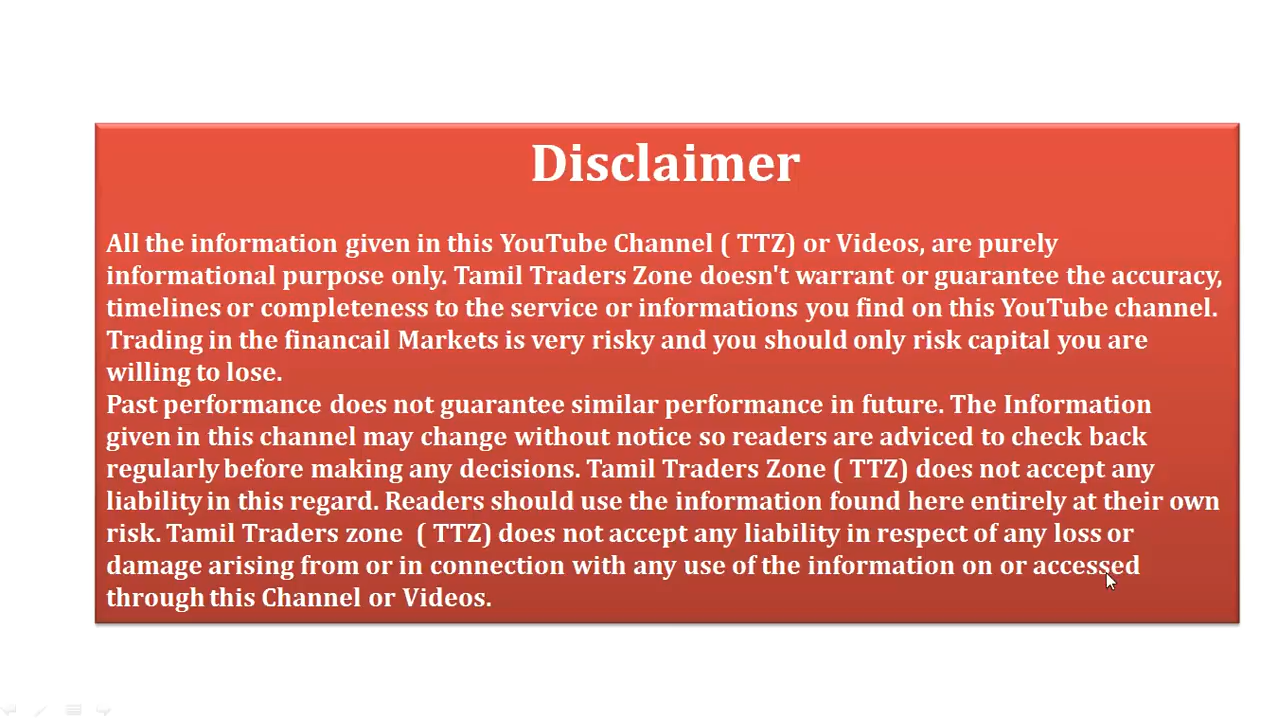 Disclaimer
All the information given in this YouTube Channel ( TTZ) or Videos, are purely
informational purpose only. Tamil Traders Zone doesn't warrant or guarantee the accuracy,
timelines or completeness to the service or informations you find on this YouTube channel.
Trading in the financail Markets is very risky and you should only risk capital you are
willing to lose.
Past performance does not guarantee similar performance in future. The Information
given in this channel may change without notice so readers are adviced to check back
regularly before making any decisions. Tamil Traders Zone ( TTZ) does not accept any
liability in this regard. Readers should use the information found here entirely at their own
risk. Tamil Traders zone  ( TTZ) does not accept any liability in respect of any loss or
damage arising from or in connection with any use of the information on or accessed
through this Channel or Videos.